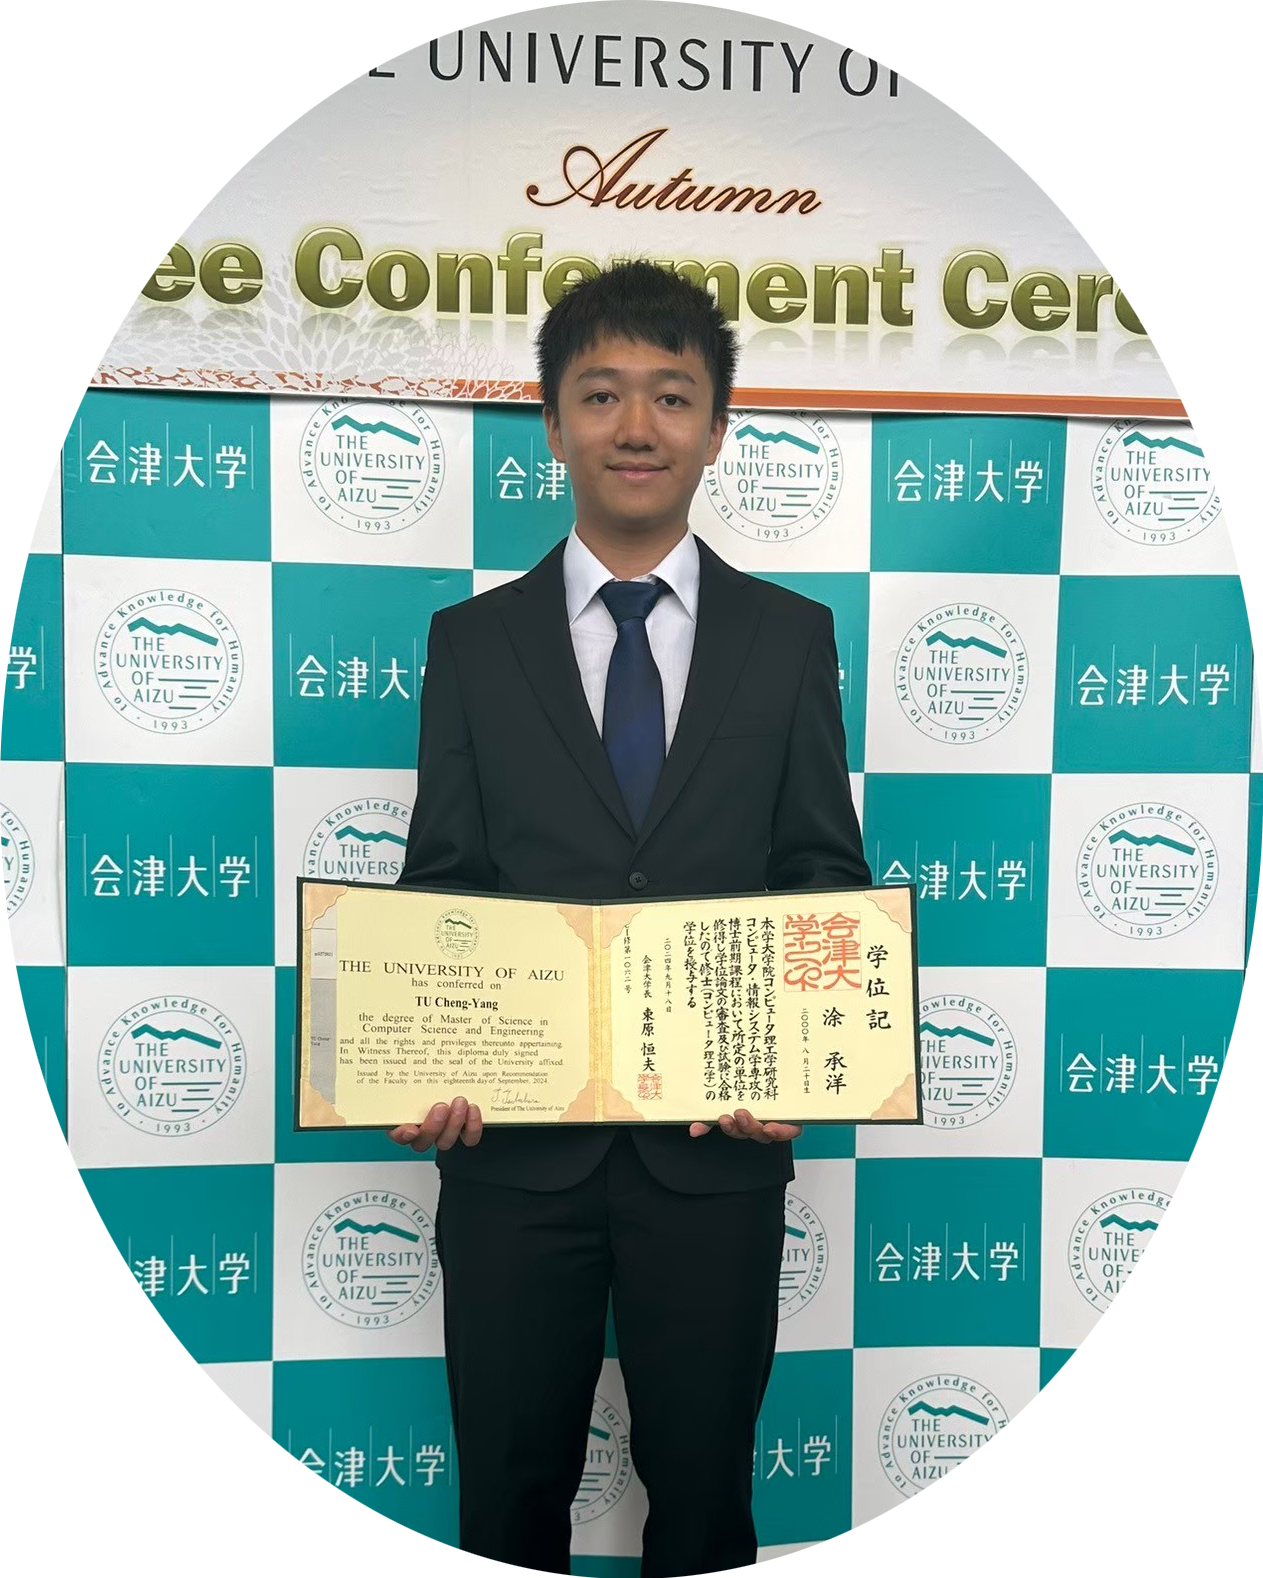 UNIVERSITY OF
Autumn
ee Conferment Cere
会津大学
to Advance Knowledge for Humanity
THE
UNIVERSITY
OF
AIZU
1993
THE UNIVERSITY OF AIZU
has conferred on
TU Cheng-Yang
the degree of Master of Science in
Computer Science and Engineering
and all the rights and privileges thereunto appertaining.
In Witness Thereof, this diploma duly signed
has been issued and the seal of the University affixed.
Issued by the University of Aizu upon Recommendation
of the Faculty on this eighteenth day of September, 2024.
President of The University of Aizu
学位記
涂 承洋
二〇〇〇年 八月二十日生
本学大学院コンピュータ理工学研究科
コンピュータ・情報システム学専攻の
博士前期課程において所定の単位を
修得し学位論文の審査及び試験に合格
したので修士(コンピュータ理工学)の
学位を授与する
二〇二四年九月十八日
会津大学長 東原 恒夫
修第一〇六二号